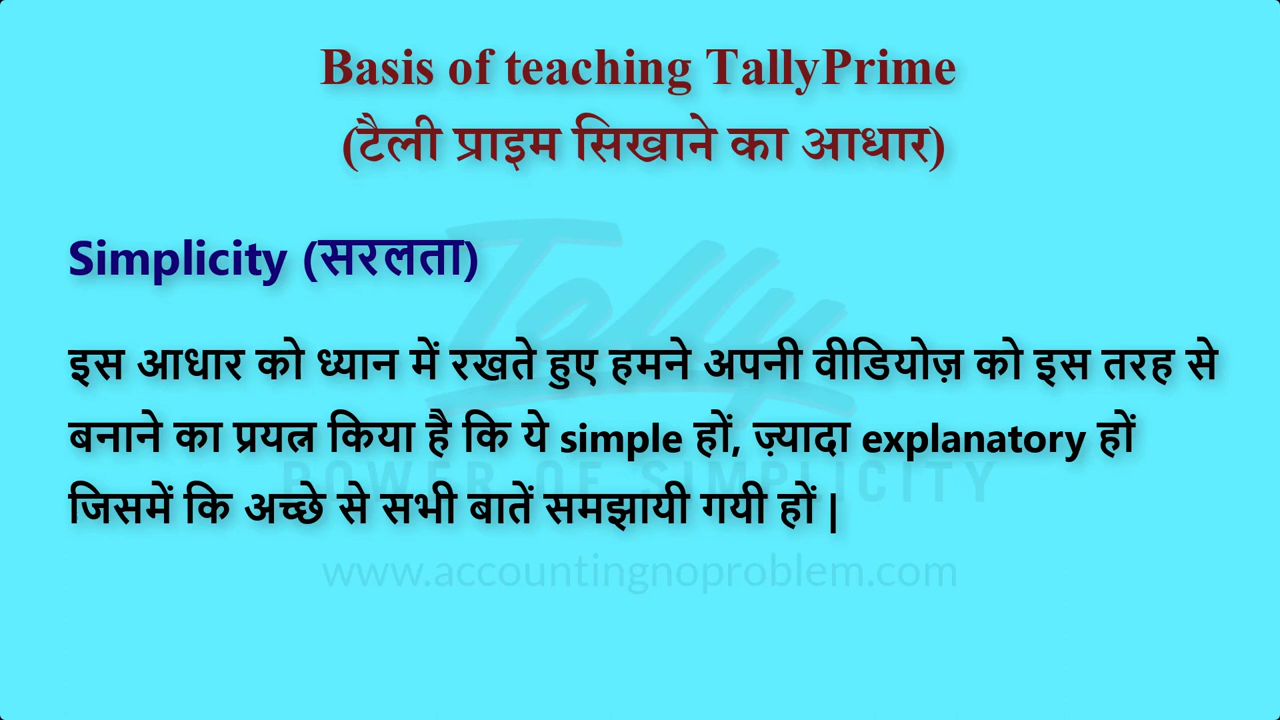 Basis of teaching TallyPrime
(टैली प्राइम सिखाने का आधार)
Simplicity (सरलता)
इस आधार को ध्यान में रखते हुए हमने अपनी वीडियोज़ को इस तरह से
बनाने का प्रयत्न किया है कि ये simple हों, ज़्यादा explanatory हों
जिसमें कि अच्छे से सभी बातें समझायी गयी हों |
Tally
POWER OF SIMPLICITY
www.accountingnoproblem.com